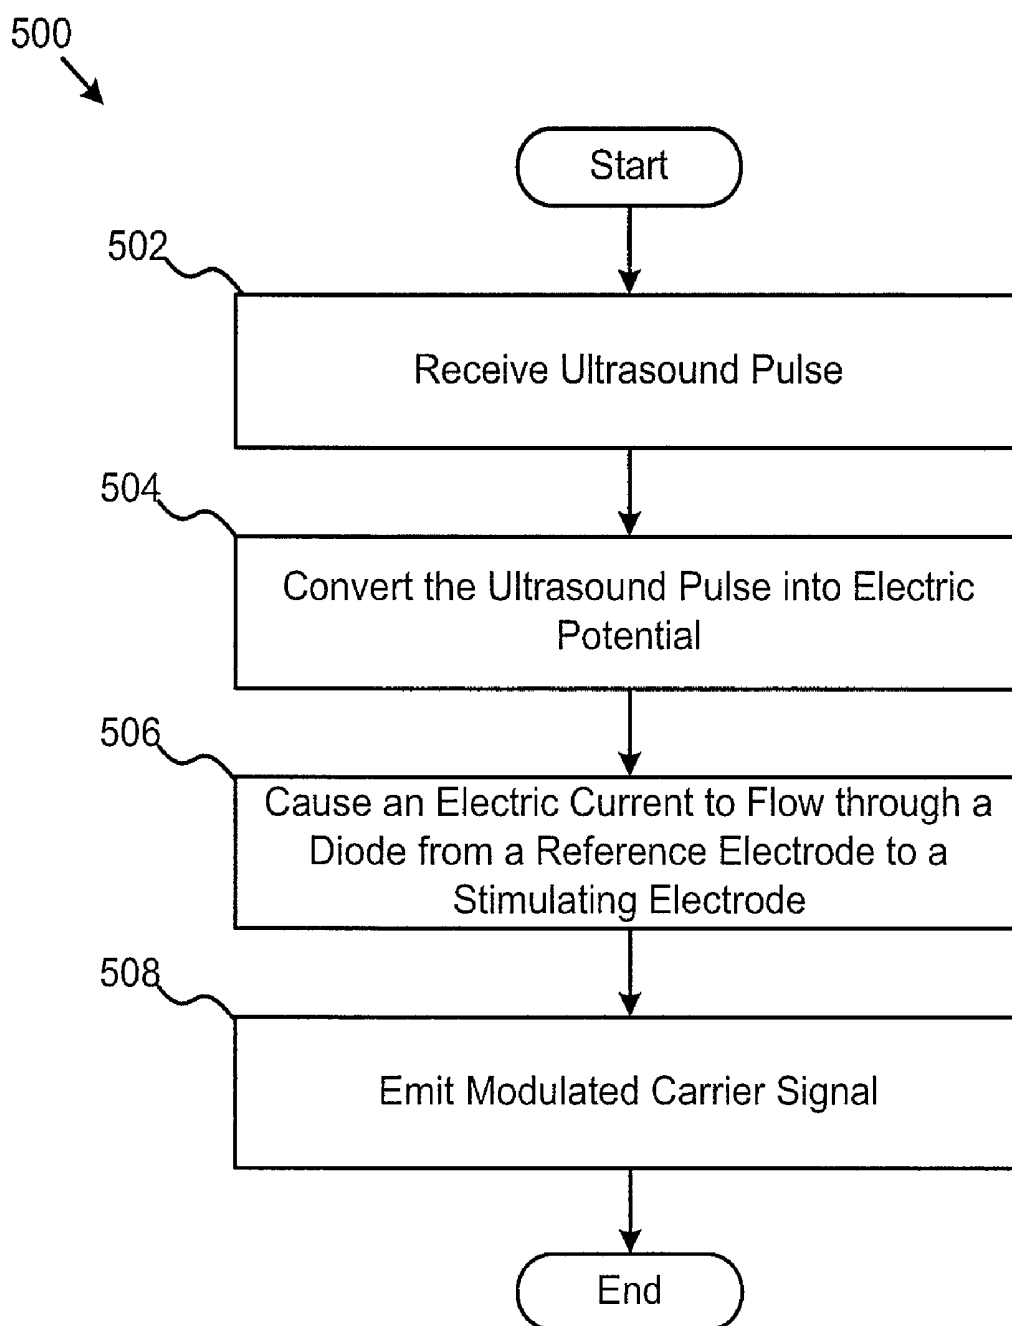 500
Start
502
Receive Ultrasound Pulse
504
Convert the Ultrasound Pulse into Electric
Potential
506
Cause an Electric Current to Flow through a
Diode from a Reference Electrode to a
Stimulating Electrode
508
Emit Modulated Carrier Signal
End